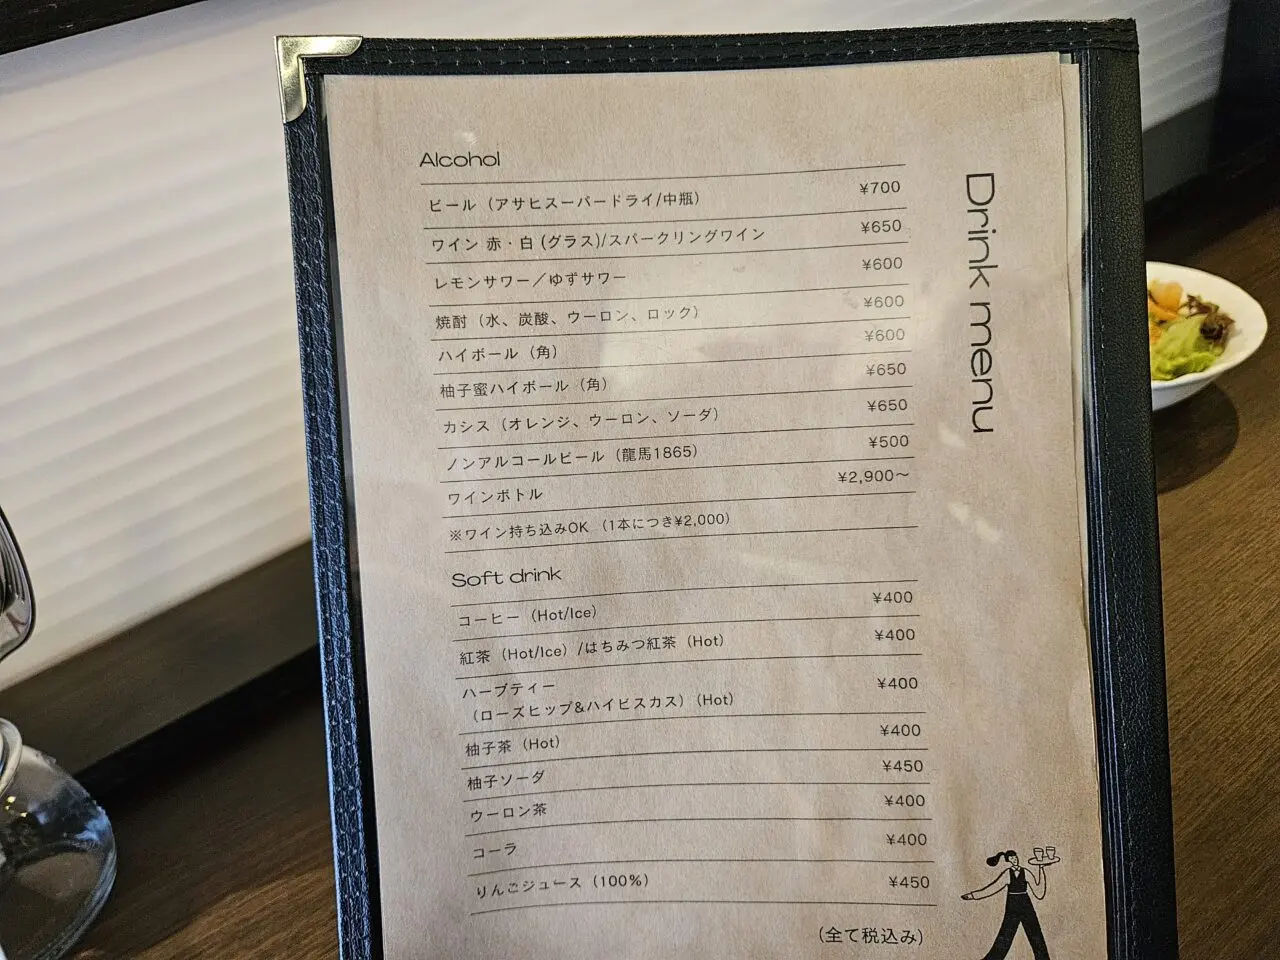 Drink menu
Alcohol
ビール（アサヒスーパードライ/中瓶） ¥700
ワイン 赤・白 (グラス)/スパークリングワイン ¥650
レモンサワー／ゆずサワー ¥600
焼酎（水、炭酸、ウーロン、ロック） ¥600
ハイボール（角） ¥600
柚子蜜ハイボール（角） ¥650
カシス（オレンジ、ウーロン、ソーダ） ¥650
ノンアルコールビール（龍馬1865） ¥500
ワインボトル ¥2,900〜
※ワイン持ち込みOK （1本につき¥2,000）
Soft drink
コーヒー（Hot/Ice） ¥400
紅茶（Hot/Ice）/はちみつ紅茶（Hot） ¥400
ハーブティー
（ローズヒップ&ハイビスカス）（Hot） ¥400
柚子茶（Hot） ¥400
柚子ソーダ ¥450
ウーロン茶 ¥400
コーラ ¥400
りんごジュース（100%） ¥450
（全て税込み）